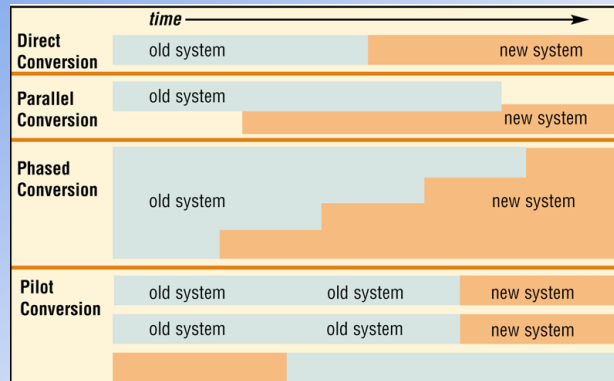 time
Direct
Conversion
old system
new system
Parallel
Conversion
old system
new system
Phased
Conversion
old system
new system
Pilot
Conversion
old system
old system
new system
old system
old system
new system